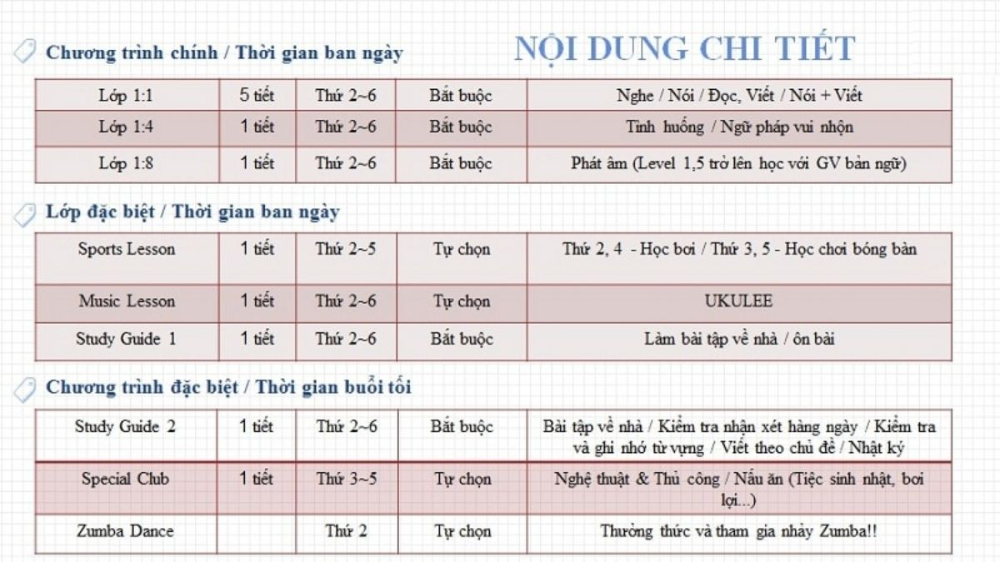 NỘI DUNG CHI TIẾT
Chương trình chính / Thời gian ban ngày
Lớp 1:1 5 tiết Thứ 2~6 Bắt buộc Nghe / Nói / Đọc, Viết / Nói + Viết
Lớp 1:4 1 tiết Thứ 2~6 Bắt buộc Tình huống / Ngữ pháp vui nhộn
Lớp 1:8 1 tiết Thứ 2~6 Bắt buộc Phát âm (Level 1,5 trở lên học với GV bản ngữ)
Lớp đặc biệt / Thời gian ban ngày
Sports Lesson 1 tiết Thứ 2~5 Tự chọn Thứ 2, 4 - Học bơi / Thứ 3, 5 - Học chơi bóng bàn
Music Lesson 1 tiết Thứ 2~6 Tự chọn UKULEE
Study Guide 1 1 tiết Thứ 2~6 Bắt buộc Làm bài tập về nhà / ôn bài
Chương trình đặc biệt / Thời gian buổi tối
Study Guide 2 1 tiết Thứ 2~6 Bắt buộc Bài tập về nhà / Kiểm tra nhận xét hàng ngày / Kiểm tra
và ghi nhớ từ vựng / Viết theo chủ đề / Nhật ký
Special Club 1 tiết Thứ 3~5 Tự chọn Nghệ thuật & Thủ công / Nấu ăn (Tiệc sinh nhật, bơi
lợi...)
Zumba Dance Thứ 2 Tự chọn Thưởng thức và tham gia nhảy Zumba!!